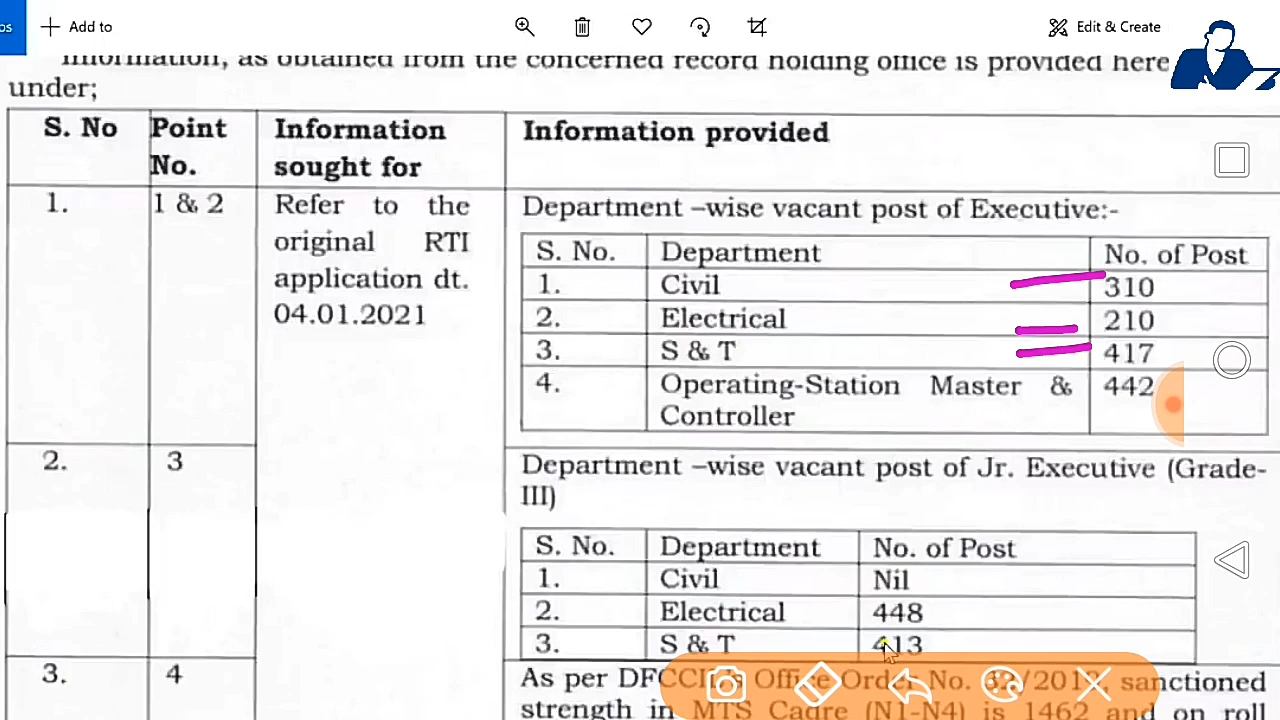 Add to
Edit & Create
information, as obtained from the concerned record holding office is provided here
under;
S. No Point No. Information sought for Information provided
1. 1 & 2 Refer to the original RTI application dt. 04.01.2021
Department –wise vacant post of Executive:-
S. No. Department No. of Post
1. Civil 310
2. Electrical 210
3. S & T 417
4. Operating-Station Master & 442
Controller
2. 3 Department –wise vacant post of Jr. Executive (Grade-
III)
S. No. Department No. of Post
1. Civil Nil
2. Electrical 448
3. S & T 413
3. 4 As per DFCCIL's Office Order No. /201, sanctioned
strength in MTS Cadre (N1-N4) is 1462 and on roll